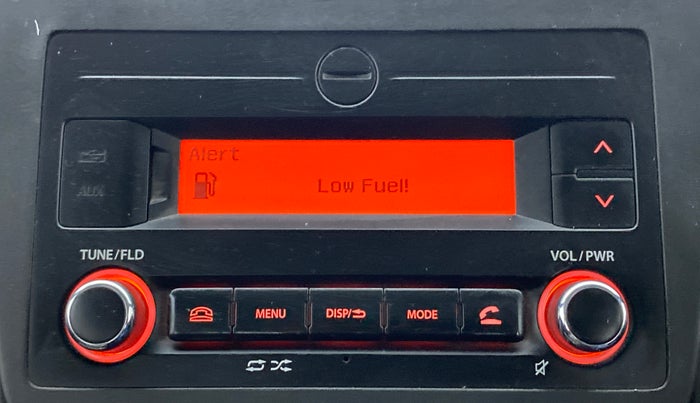 Alert
Low Fuel!
AUX
TUNE/FLD
VOL/PWR
MENU
DISP/
MODE